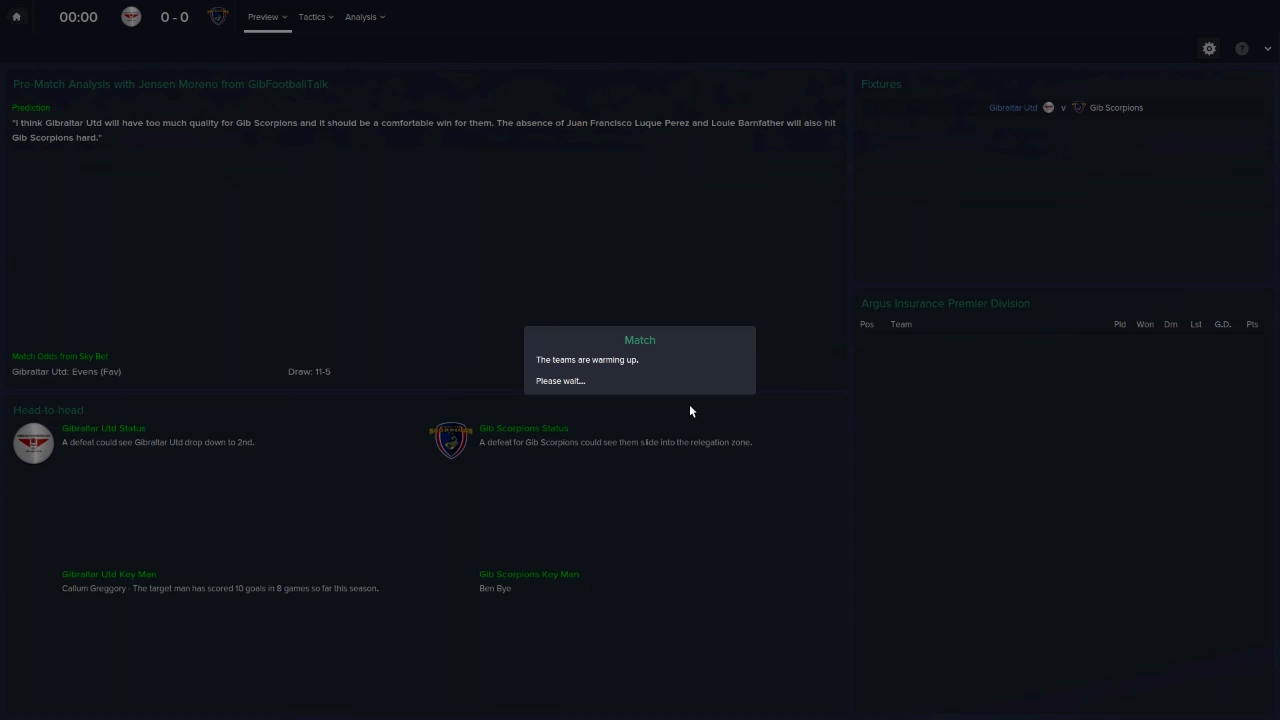 00:00
0 - 0
Preview
Tactics
Analysis
?
Pre-Match Analysis with Jensen Moreno from GibFootballTalk
Prediction
"I think Gibraltar Utd will have too much quality for Gib Scorpions and it should be a comfortable win for them. The absence of Juan Francisco Luque Perez and Louie Barnfather will also hit
Gib Scorpions hard."
Match Odds from Sky Bet
Gibraltar Utd: Evens (Fav)
Draw: 11-5
Fixtures
Gibraltar Utd v Gib Scorpions
Argus Insurance Premier Division
Pos Team Pld Won Drn Lst G.D. Pts
Match
The teams are warming up.
Please wait...
Head-to-head
Gibraltar Utd Status
A defeat could see Gibraltar Utd drop down to 2nd.
SCORPIONS
Gib Scorpions Status
A defeat for Gib Scorpions could see them slide into the relegation zone.
Gibraltar Utd Key Man
Callum Greggory - The target man has scored 10 goals in 8 games so far this season.
Gib Scorpions Key Man
Ben Bye